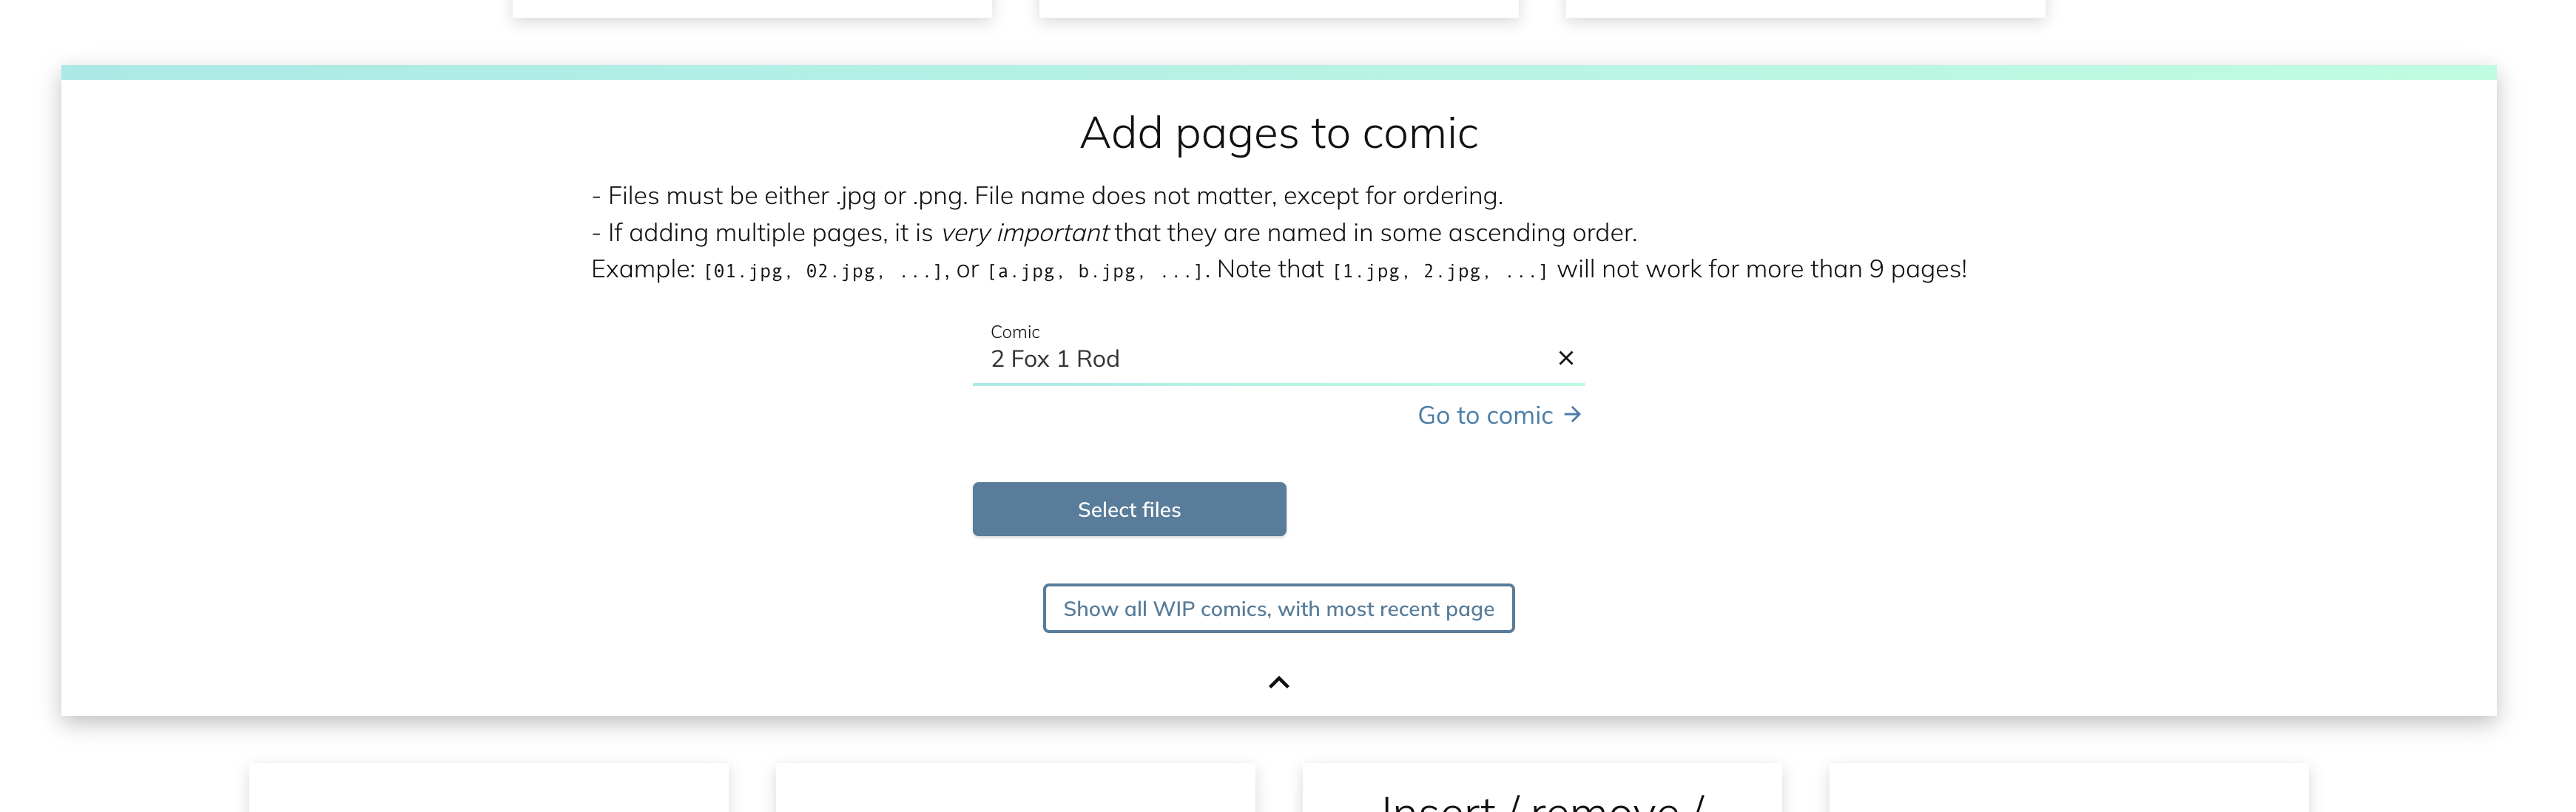 Add pages to comic
- Files must be either .jpg or .png. File name does not matter, except for ordering.
- If adding multiple pages, it is very important that they are named in some ascending order.
Example: [01.jpg, 02.jpg, ...], or [a.jpg, b.jpg, ...]. Note that [1.jpg, 2.jpg, ...] will not work for more than 9 pages!
Comic
2 Fox 1 Rod
Go to comic →
Select files
Show all WIP comics, with most recent page
Insert / remove /